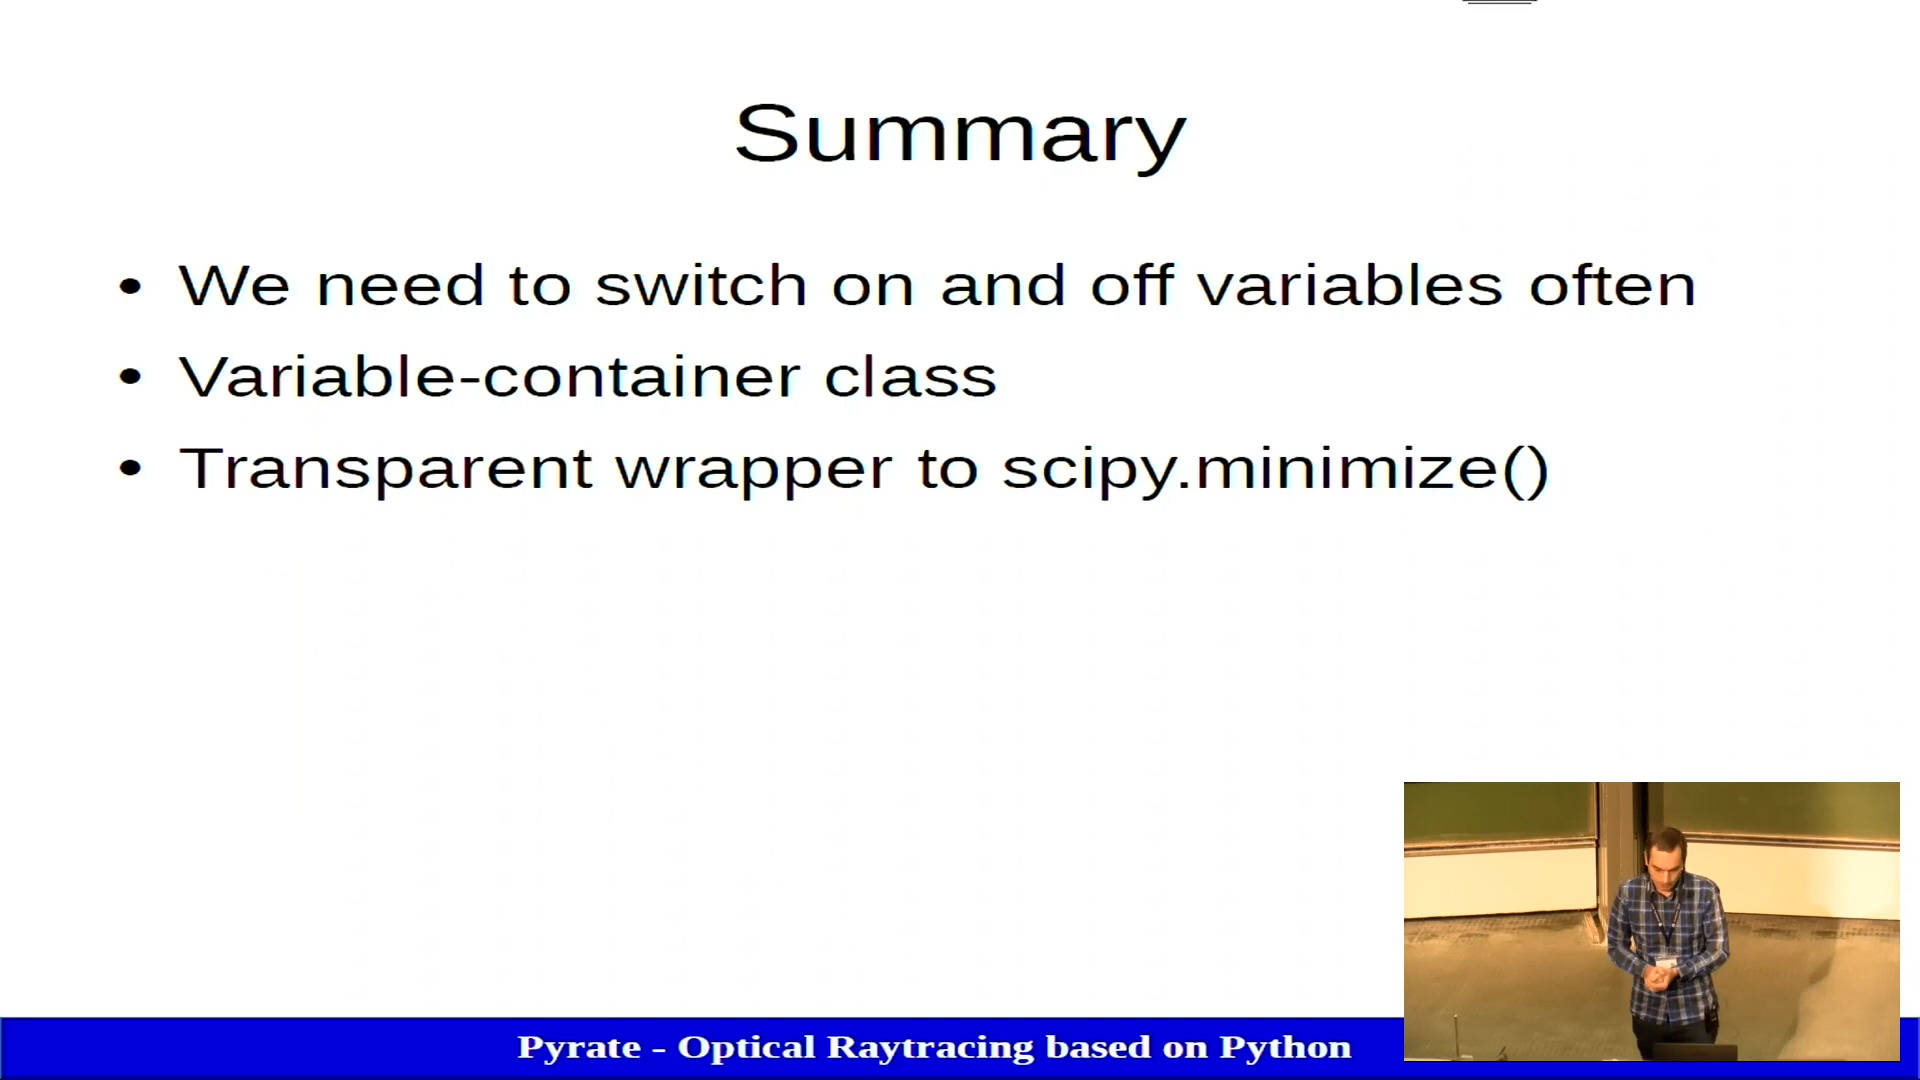 Summary
• We need to switch on and off variables often
• Variable-container class
• Transparent wrapper to scipy.minimize()
Pyrate - Optical Raytracing based on Python